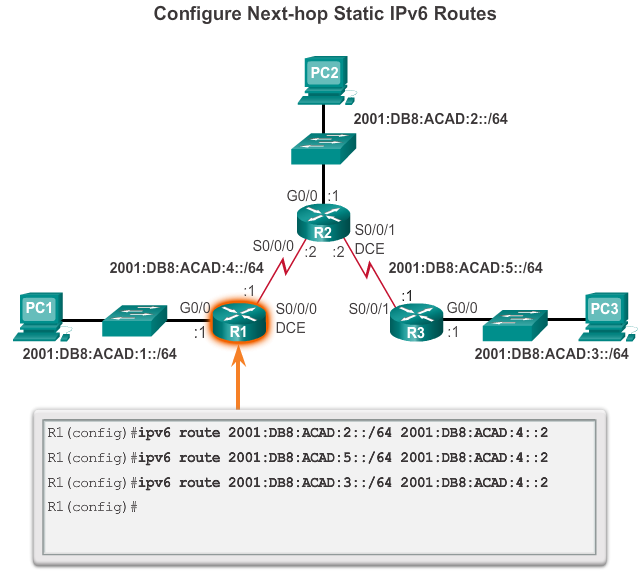 Configure Next-hop Static IPv6 Routes
PC2
2001:DB8:ACAD:2::/64
G0/0 :1
R2
S0/0/0 :2 :2 S0/0/1
DCE
2001:DB8:ACAD:4::/64
2001:DB8:ACAD:5::/64
PC1
G0/0
:1
:1
R1
S0/0/0
DCE
S0/0/1
:1
R3
G0/0
:1
PC3
2001:DB8:ACAD:1::/64
2001:DB8:ACAD:3::/64
R1(config)#ipv6 route 2001:DB8:ACAD:2::/64 2001:DB8:ACAD:4::2
R1(config)#ipv6 route 2001:DB8:ACAD:5::/64 2001:DB8:ACAD:4::2
R1(config)#ipv6 route 2001:DB8:ACAD:3::/64 2001:DB8:ACAD:4::2
R1(config)#